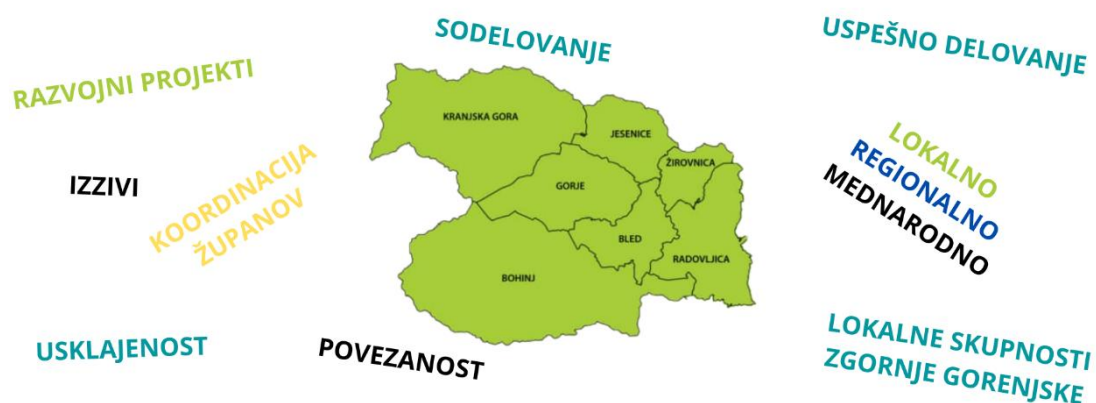 SODELOVANJE
USPEŠNO DELOVANJE
RAZVOJNI PROJEKTI
KRANJSKA GORA
JESENICE
ŽIROVNICA
GORJE
BLED
RADOVLJICA
BOHINJ
LOKALNO
REGIONALNO
MEDNARODNO
IZZIVI
KOORDINACIJA
ŽUPANOV
USKLAJENOST
POVEZANOST
LOKALNE SKUPNOSTI
ZGORNJE GORENJSKE